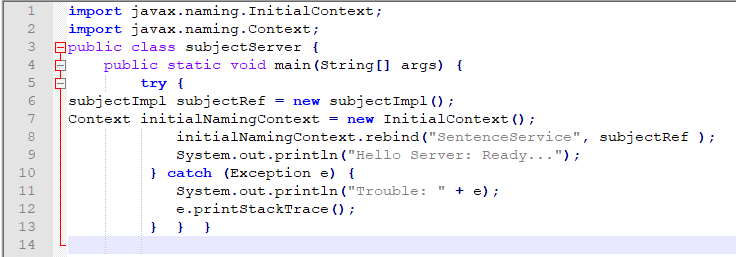 1 import javax.naming.InitialContext;
2 import javax.naming.Context;
3 public class subjectServer {
4 public static void main(String[] args) {
5 try {
6 subjectImpl subjectRef = new subjectImpl();
7 Context initialNamingContext = new InitialContext();
8 initialNamingContext.rebind("SentenceService", subjectRef );
9 System.out.println("Hello Server: Ready...");
10 } catch (Exception e) {
11 System.out.println("Trouble: " + e);
12 e.printStackTrace();
13 } } }
14